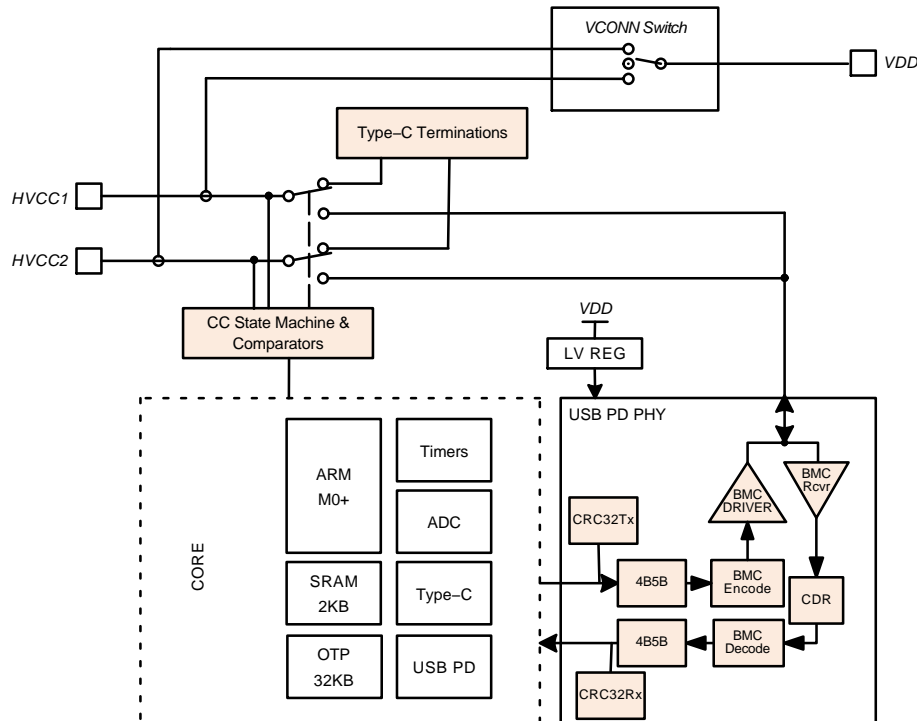 VCONN Switch
VDD
Type−C Terminations
HVCC1
HVCC2
CC State Machine &
Comparators
VDD
LV REG
USB PD PHY
CORE
ARM
M0+
Timers
ADC
SRAM
2KB
Type−C
OTP
32KB
USB PD
BMC
DRIVER
BMC
Rcvr
CRC32Tx
4B5B
BMC
Encode
CDR
4B5B
BMC
Decode
CRC32Rx